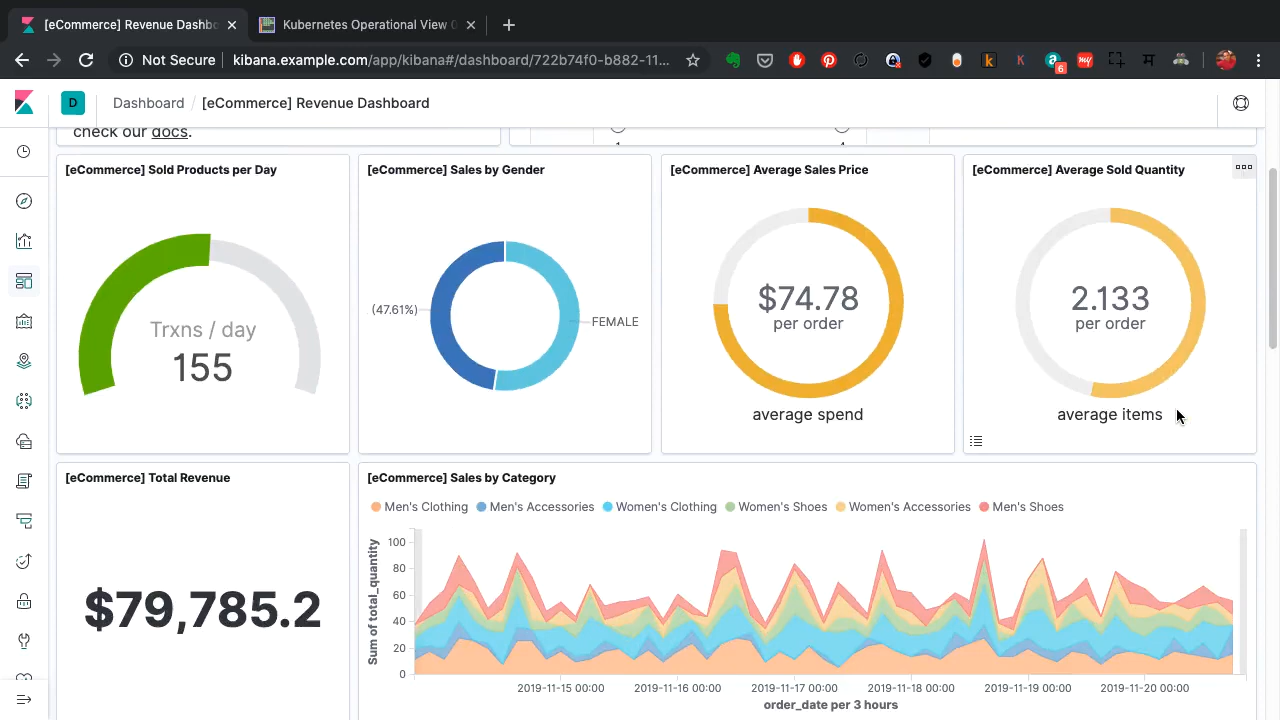 [eCommerce] Revenue Dashb
Kubernetes Operational View
Not Secure
kibana.example.com/app/kibana#/dashboard/722b74f0-b882-11...
6
my
D
Dashboard / [eCommerce] Revenue Dashboard
check our docs.
[eCommerce] Sold Products per Day
Trxns / day
155
[eCommerce] Sales by Gender
(47.61%)
FEMALE
[eCommerce] Average Sales Price
$74.78
per order
average spend
[eCommerce] Average Sold Quantity
2.133
per order
average items
[eCommerce] Total Revenue
$79,785.2
[eCommerce] Sales by Category
Men's Clothing
Men's Accessories
Women's Clothing
Women's Shoes
Women's Accessories
Men's Shoes
Sum of total_quantity
100
80
60
40
20
0
2019-11-15 00:00
2019-11-16 00:00
2019-11-17 00:00
2019-11-18 00:00
2019-11-19 00:00
2019-11-20 00:00
order_date per 3 hours